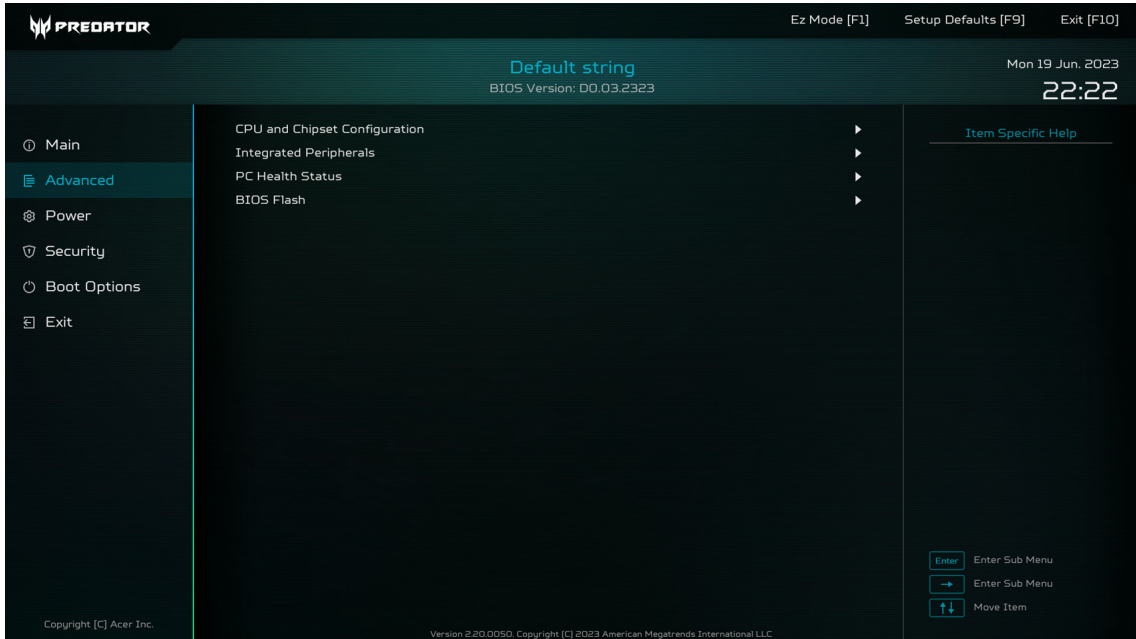 PREDATOR
Ez Mode [F1] Setup Defaults [F9] Exit [F10]
Default string
BIOS Version: D0.03.2323
Mon 19 Jun. 2023
22:22
Main
Advanced
Power
Security
Boot Options
Exit
CPU and Chipset Configuration
Integrated Peripherals
PC Health Status
BIOS Flash
Item Specific Help
Enter Enter Sub Menu
→ Enter Sub Menu
↑↓ Move Item
Copyright [C] Acer Inc.
Version 2.20.0050. Copyright [C] 2023 American Megatrends International LLC